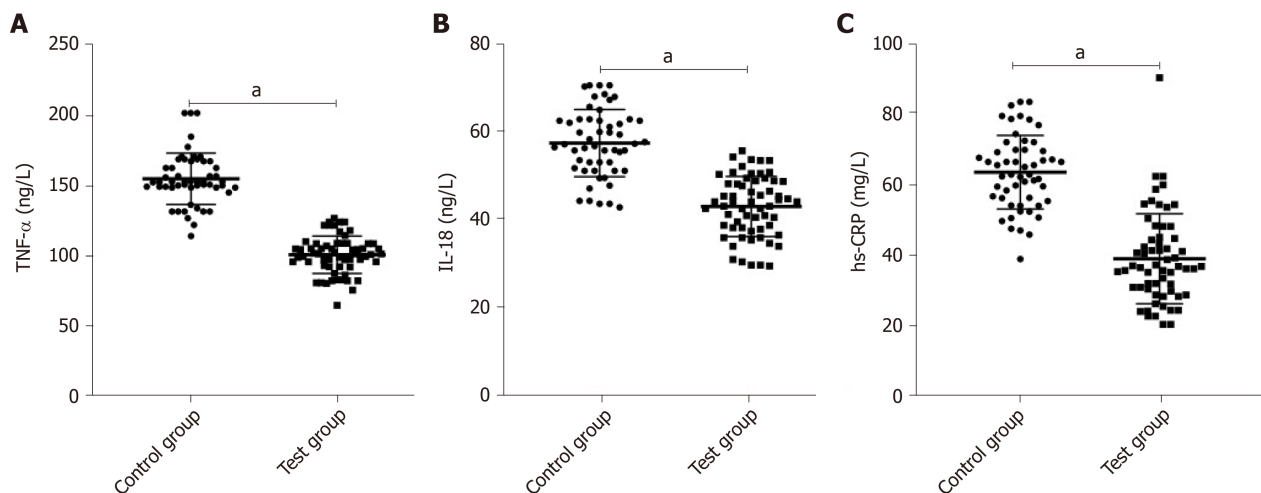 A
TNF-α (ng/L)
250
200
150
100
50
0
a
Control group
Test group
B
IL-18 (ng/L)
80
60
40
20
0
a
Control group
Test group
C
hs-CRP (mg/L)
100
80
60
40
20
0
a
Control group
Test group